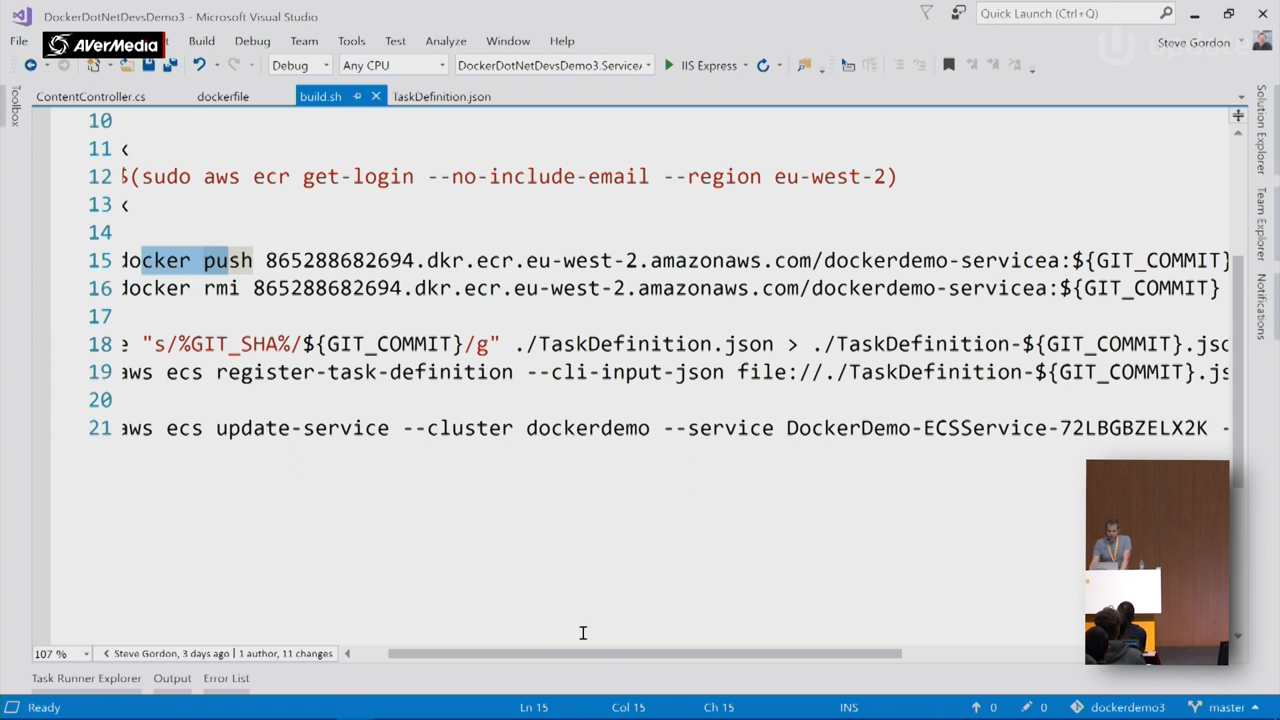 DockerDotNetDevsDemo3 - Microsoft Visual Studio
Quick Launch (Ctrl+Q)
File
AVerMedia
Build Debug Team Tools Test Analyze Window Help
Steve Gordon
Debug Any CPU DockerDotNetDevsDemo3.Service IIS Express
ContentController.cs dockerfile build.sh TaskDefinition.json
Toolbox
Solution Explorer
Team Explorer
Notifications
10
11
12 $(sudo aws ecr get-login --no-include-email --region eu-west-2)
13
14
15 docker push 865288682694.dkr.ecr.eu-west-2.amazonaws.com/dockerdemo-servicea:${GIT_COMMIT}
16 docker rmi 865288682694.dkr.ecr.eu-west-2.amazonaws.com/dockerdemo-servicea:${GIT_COMMIT}
17
18 e "s/%GIT_SHA%/${GIT_COMMIT}/g" ./TaskDefinition.json > ./TaskDefinition-${GIT_COMMIT}.jso
19 aws ecs register-task-definition --cli-input-json file://./TaskDefinition-${GIT_COMMIT}.js
20
21 aws ecs update-service --cluster dockerdemo --service DockerDemo-ECSService-72LBGBZELX2K -
107 % Steve Gordon, 3 days ago | 1 author, 11 changes
Task Runner Explorer Output Error List
Ready Ln 15 Col 15 Ch 15 INS 0 0 dockerdemo3 master